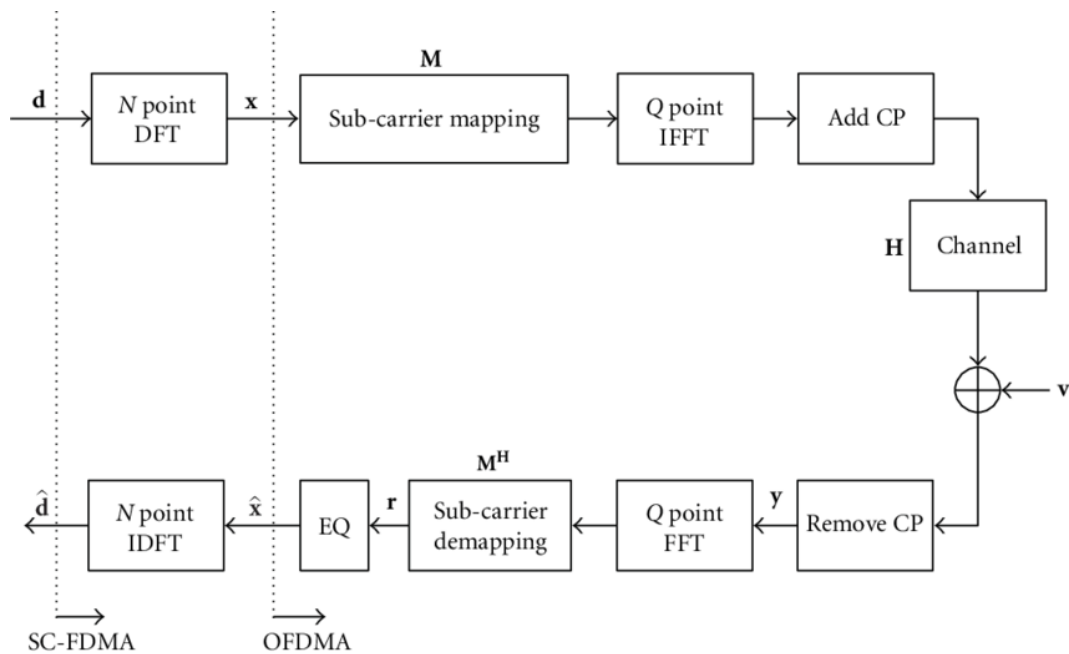 M
d
N point
DFT
x
Sub-carrier mapping
Q point
IFFT
Add CP
H
Channel
v
M^H
d̂
N point
IDFT
x̂
EQ
r
Sub-carrier
demapping
Q point
FFT
y
Remove CP
SC-FDMA
OFDMA